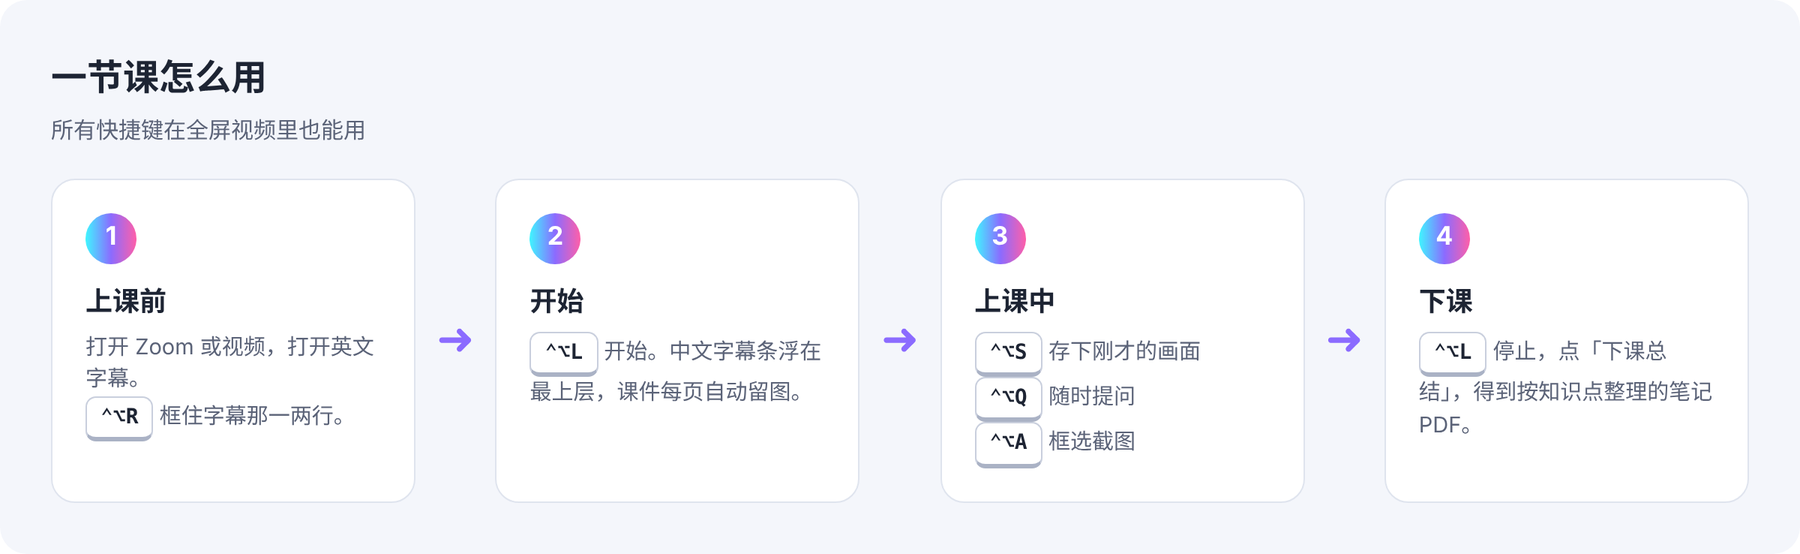 一节课怎么用
所有快捷键在全屏视频里也能用
1
上课前
打开 Zoom 或视频，打开英文
字幕。
^⌥R 框住字幕那一两行。
2
开始
^⌥L 开始。中文字幕条浮在
最上层，课件每页自动留图。
3
上课中
^⌥S 存下刚才的画面
^⌥Q 随时提问
^⌥A 框选截图
4
下课
^⌥L 停止，点「下课总
结」，得到按知识点整理的笔记
PDF。